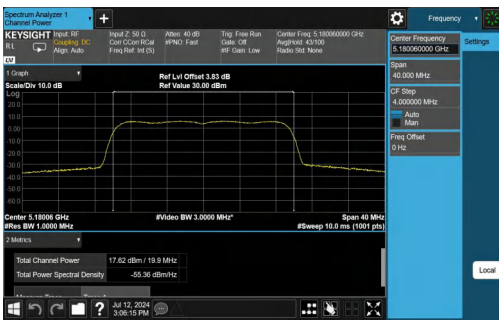 Spectrum Analyzer 1
Channel Power
Frequency
KEYSIGHT
Input: RF
Input Z: 50 Ω
Atten: 40 dB
Trig: Free Run
Center Freq: 5.180060000 GHz
RL
Coupling: DC
Corr CCorr RCal
#PNO: Fast
Gate: Off
Avg|Hold: 43/100
Align: Auto
Freq Ref: Int (S)
#IF Gain: Low
Radio Std: None
LXI
Center Frequency
5.180060000 GHz
Settings
Span
40.000 MHz
CF Step
4.000000 MHz
Auto
Man
Freq Offset
0 Hz
Local
1 Graph
Ref Lvl Offset 3.83 dB
Scale/Div 10.0 dB
Ref Value 30.00 dBm
Log
20.0
10.0
0.00
-10.0
-20.0
-30.0
-40.0
-50.0
-60.0
Center 5.18006 GHz
#Video BW 3.0000 MHz*
Span 40 MHz
#Res BW 1.0000 MHz
#Sweep 10.0 ms (1001 pts)
2 Metrics
Total Channel Power
17.62 dBm / 19.9 MHz
Total Power Spectral Density
-55.36 dBm/Hz
?
Jul 12, 2024
3:06:15 PM